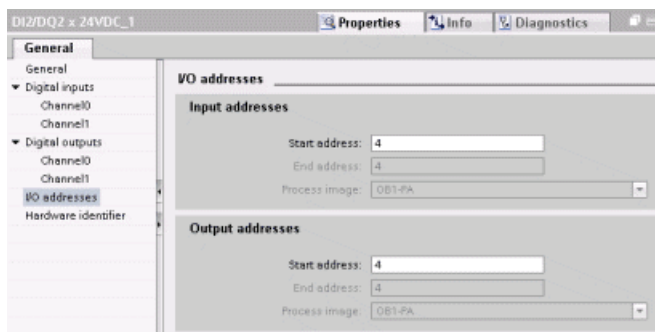 DI2/DQ2 x 24VDC_1
Properties
Info
Diagnostics
General
General
Digital inputs
Channel0
Channel1
Digital outputs
Channel0
Channel1
I/O addresses
Hardware identifier
I/O addresses
Input addresses
Start address: 4
End address: 4
Process image: OB1-PA
Output addresses
Start address: 4
End address: 4
Process image: OB1-PA